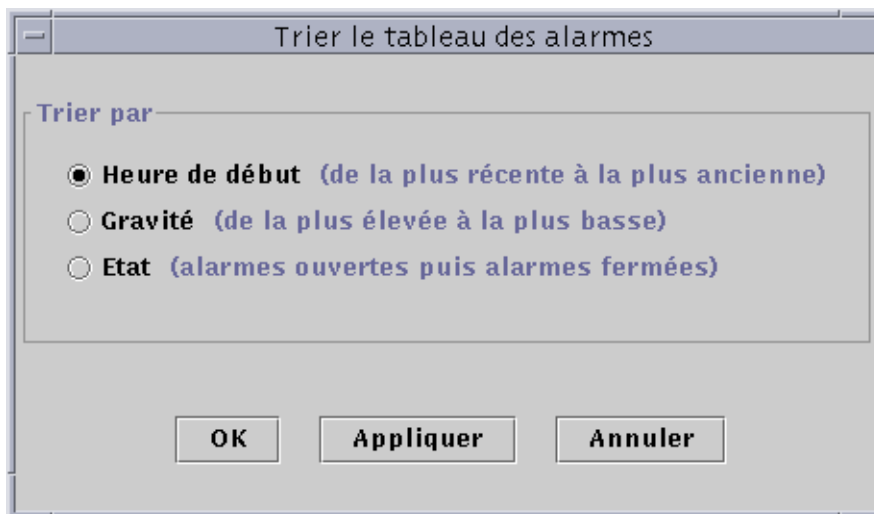 Trier le tableau des alarmes
Trier par
Heure de début (de la plus récente à la plus ancienne)
Gravité (de la plus élevée à la plus basse)
Etat (alarmes ouvertes puis alarmes fermées)
OK Appliquer Annuler